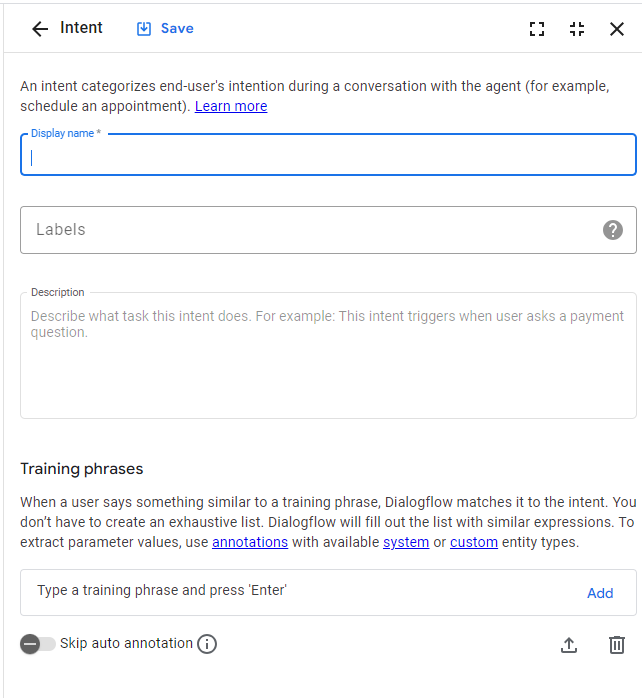 Intent Save
An intent categorizes end-user's intention during a conversation with the agent (for example,
schedule an appointment). Learn more
Display name *
Labels
Description
Describe what task this intent does. For example: This intent triggers when user asks a payment
question.
Training phrases
When a user says something similar to a training phrase, Dialogflow matches it to the intent. You
don’t have to create an exhaustive list. Dialogflow will fill out the list with similar expressions. To
extract parameter values, use annotations with available system or custom entity types.
Type a training phrase and press 'Enter' Add
Skip auto annotation